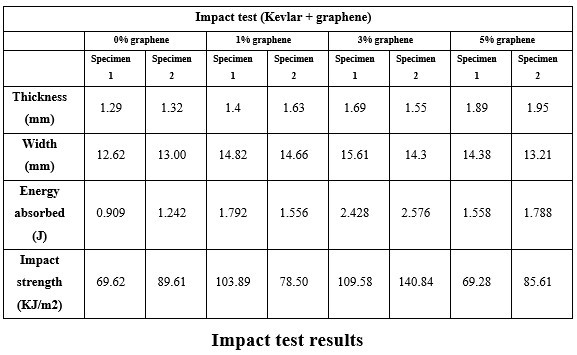 Impact test (Kevlar + graphene)
0% graphene 1% graphene 3% graphene 5% graphene
Specimen 1 Specimen 2 Specimen 1 Specimen 2 Specimen 1 Specimen 2 Specimen 1 Specimen 2
Thickness (mm) 1.29 1.32 1.4 1.63 1.69 1.55 1.89 1.95
Width (mm) 12.62 13.00 14.82 14.66 15.61 14.3 14.38 13.21
Energy absorbed (J) 0.909 1.242 1.792 1.556 2.428 2.576 1.558 1.788
Impact strength (KJ/m2) 69.62 89.61 103.89 78.50 109.58 140.84 69.28 85.61
Impact test results